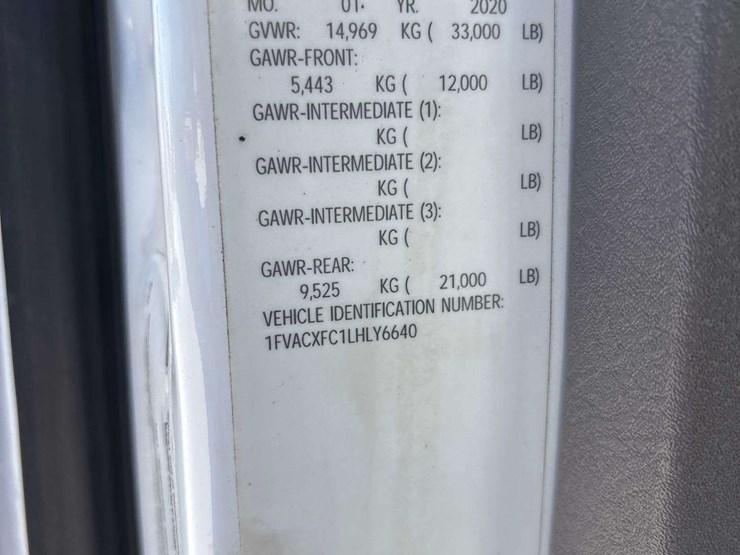 MO. 01. YR. 2020
GVWR: 14,969 KG ( 33,000 LB)
GAWR-FRONT:
5,443 KG ( 12,000 LB)
GAWR-INTERMEDIATE (1):
KG ( LB)
GAWR-INTERMEDIATE (2):
KG ( LB)
GAWR-INTERMEDIATE (3):
KG ( LB)
GAWR-REAR:
9,525 KG ( 21,000 LB)
VEHICLE IDENTIFICATION NUMBER:
1FVACXFC1LHLY6640